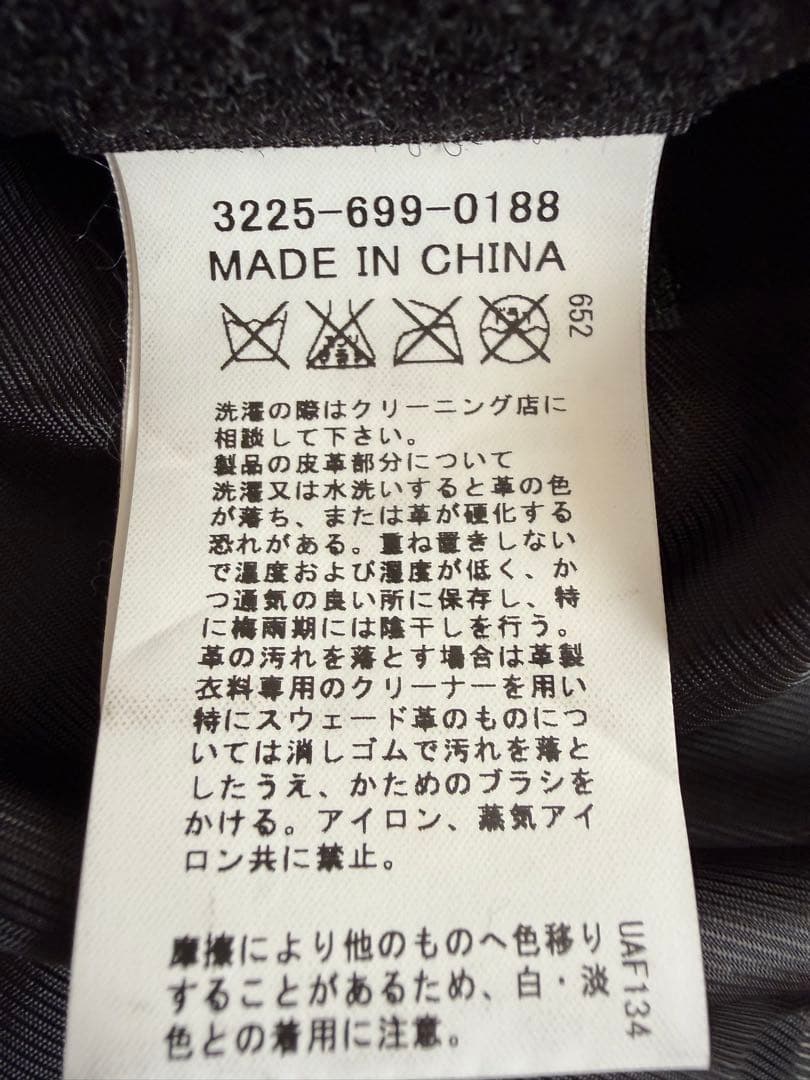 3225-699-0188
MADE IN CHINA
652
洗濯の際はクリーニング店に
相談して下さい。
製品の皮革部分について
洗濯又は水洗いすると革の色
が落ち、または革が硬化する
恐れがある。重ね置きしない
で温度および湿度が低く、か
つ通気の良い所に保存し、特
に梅雨期には陰干しを行う。
革の汚れを落とす場合は革製
衣料専用のクリーナーを用い
特にスウェード革のものにつ
いては消しゴムで汚れを落と
したうえ、かためのブラシを
かける。アイロン、蒸気アイ
ロン共に禁止。
摩擦により他のものへ色移り
することがあるため、白・淡
色との着用に注意。
UAF134